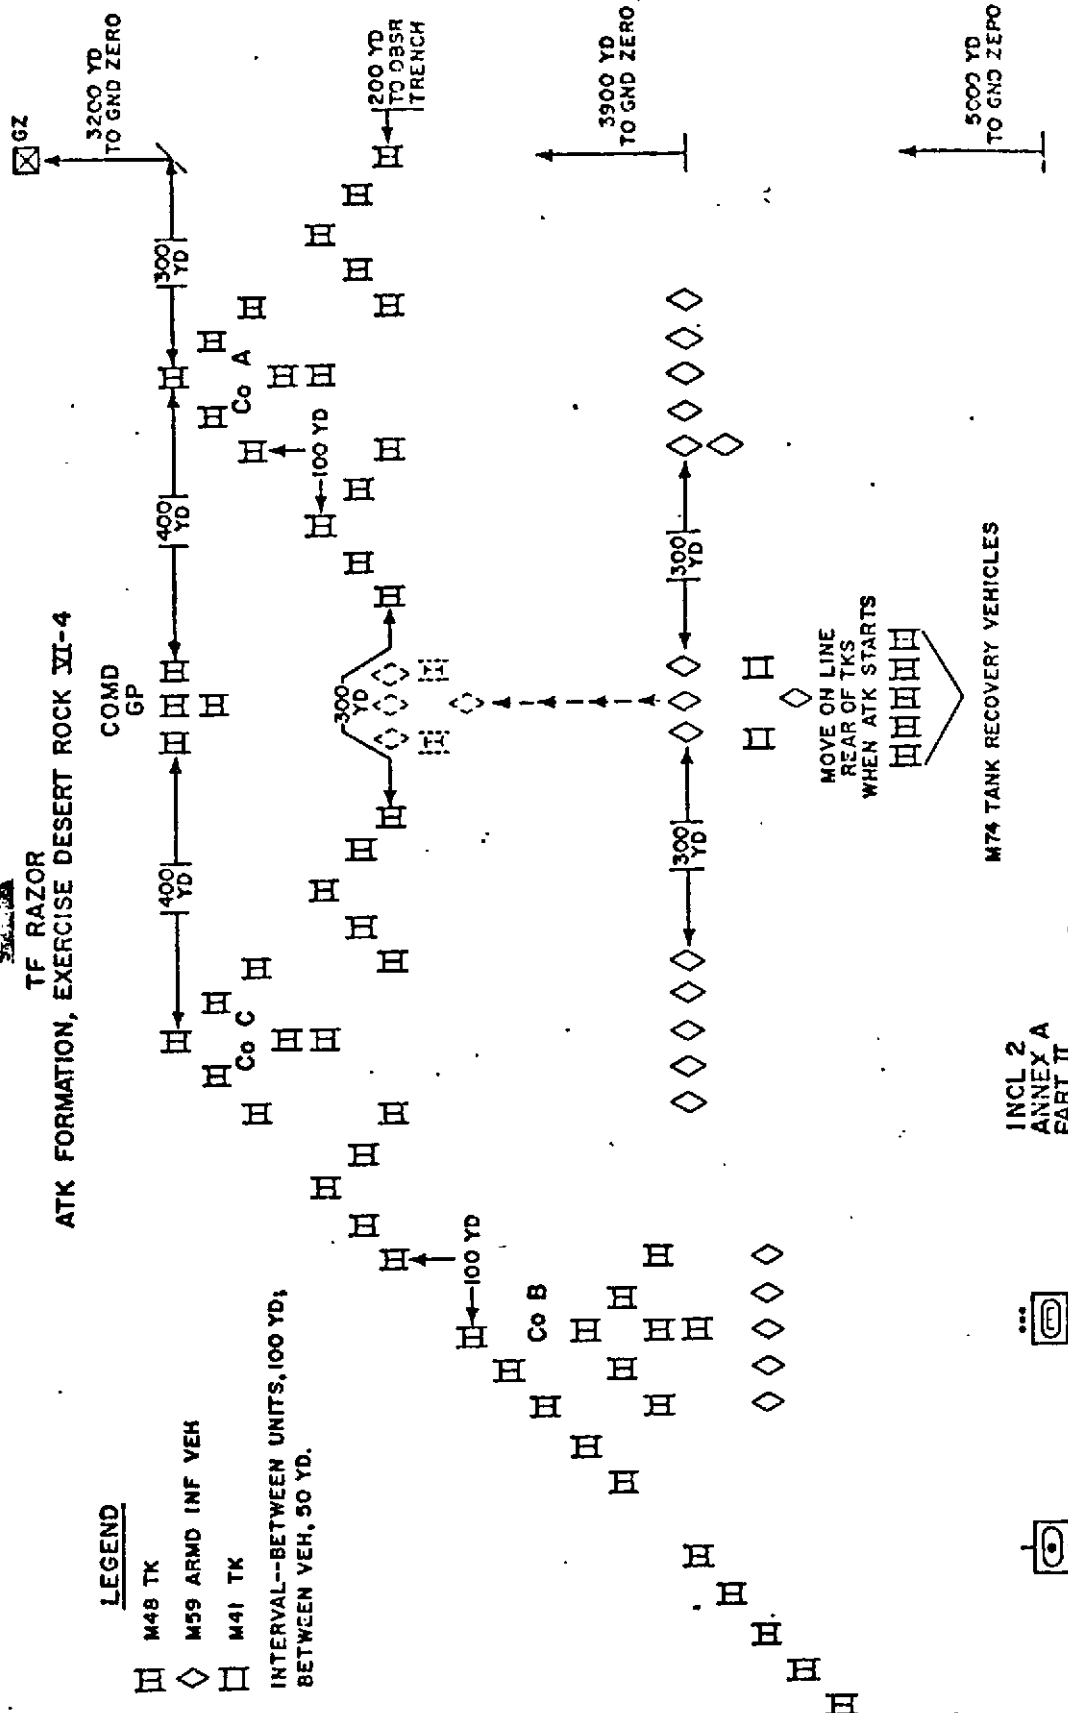 TF RAZOR
ATK FORMATION, EXERCISE DESERT ROCK VI-4
COMD
GP
GZ
3200 YD
TO GND ZERO
400
YD
400
YD
300
YD
Co C
Co A
100 YD
300
YD
200 YD
TO OBSR
TRENCH
100 YD
Co B
300
YD
300
YD
3900 YD
TO GND ZERO
MOVE ON LINE
REAR OF TKS
WHEN ATK STARTS
M74 TANK RECOVERY VEHICLES
5000 YD
TO GND ZERO
LEGEND
M48 TK
M59 ARMD INF VEH
M41 TK
INTERVAL--BETWEEN UNITS, 100 YD;
BETWEEN VEH, 50 YD.
INCL 2
ANNEX A
PART II